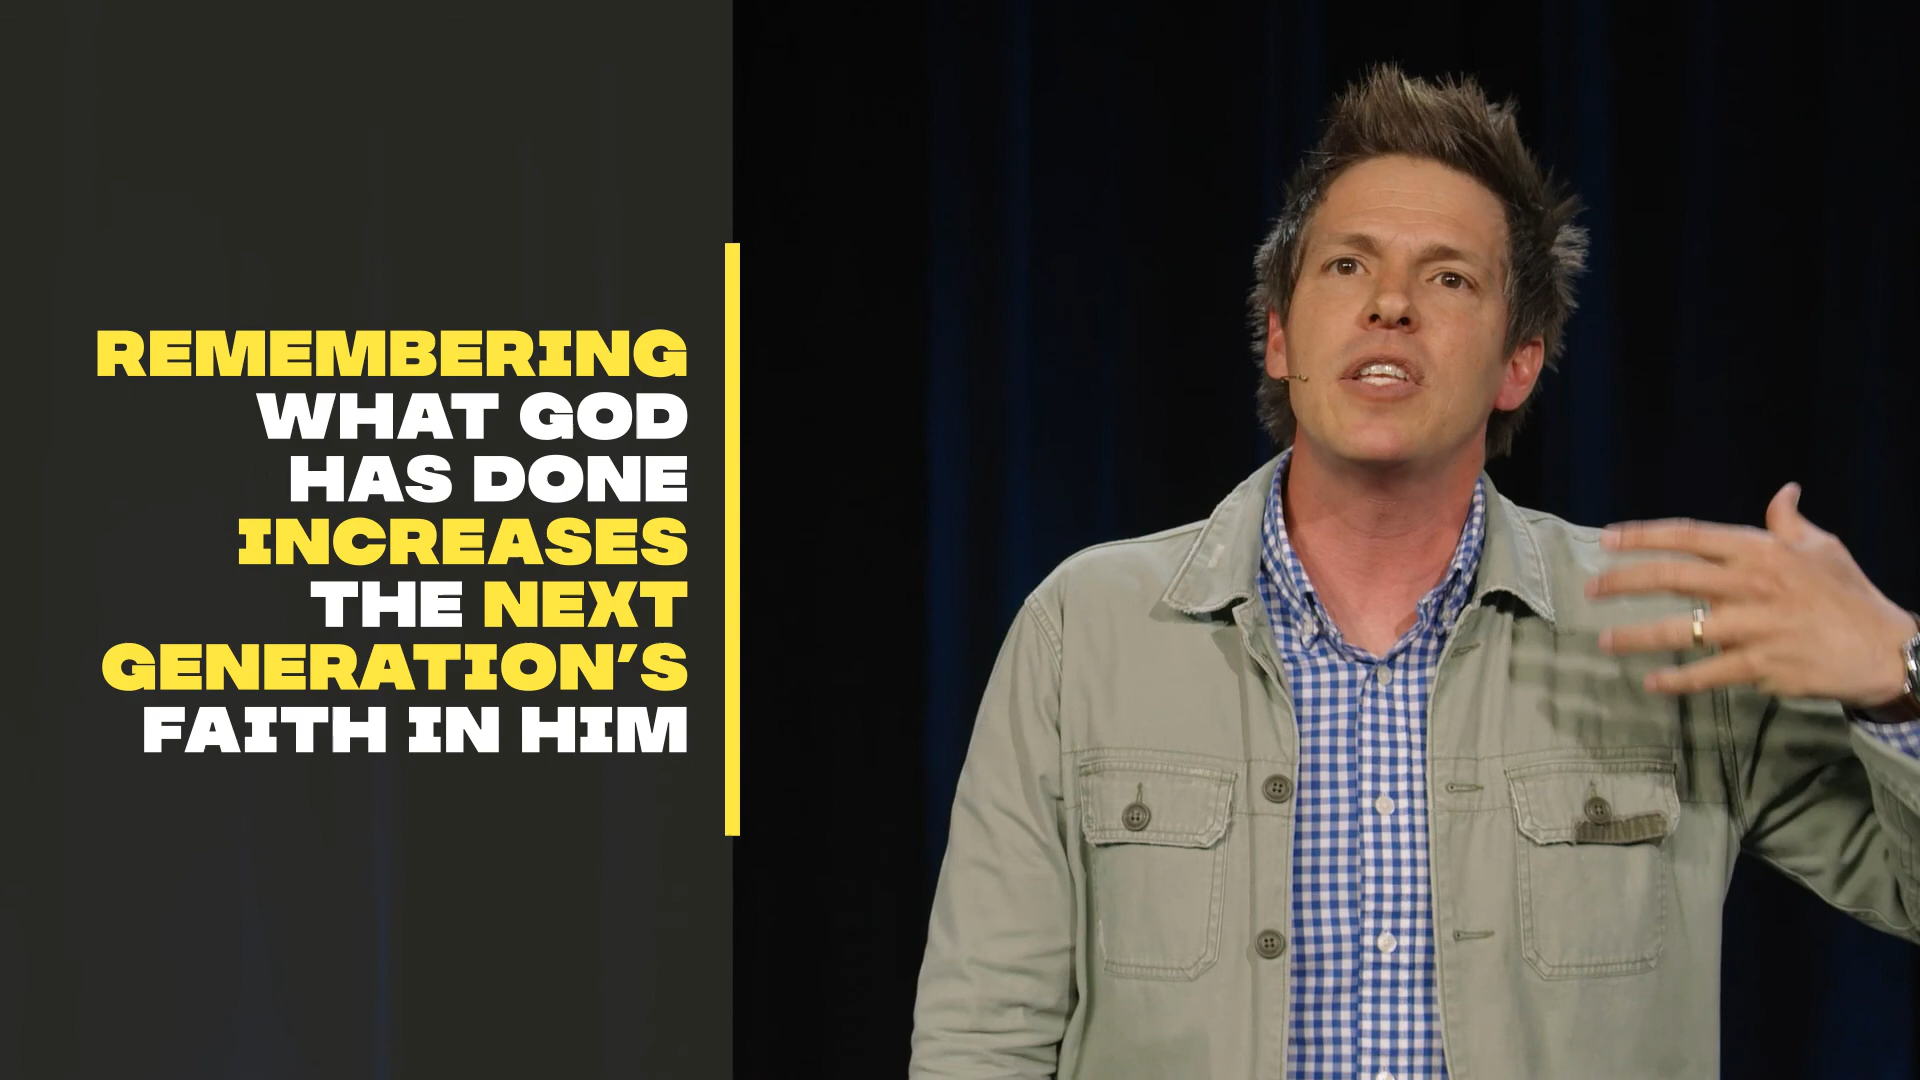 REMEMBERING
WHAT GOD
HAS DONE
INCREASES
THE NEXT
GENERATION’S
FAITH IN HIM